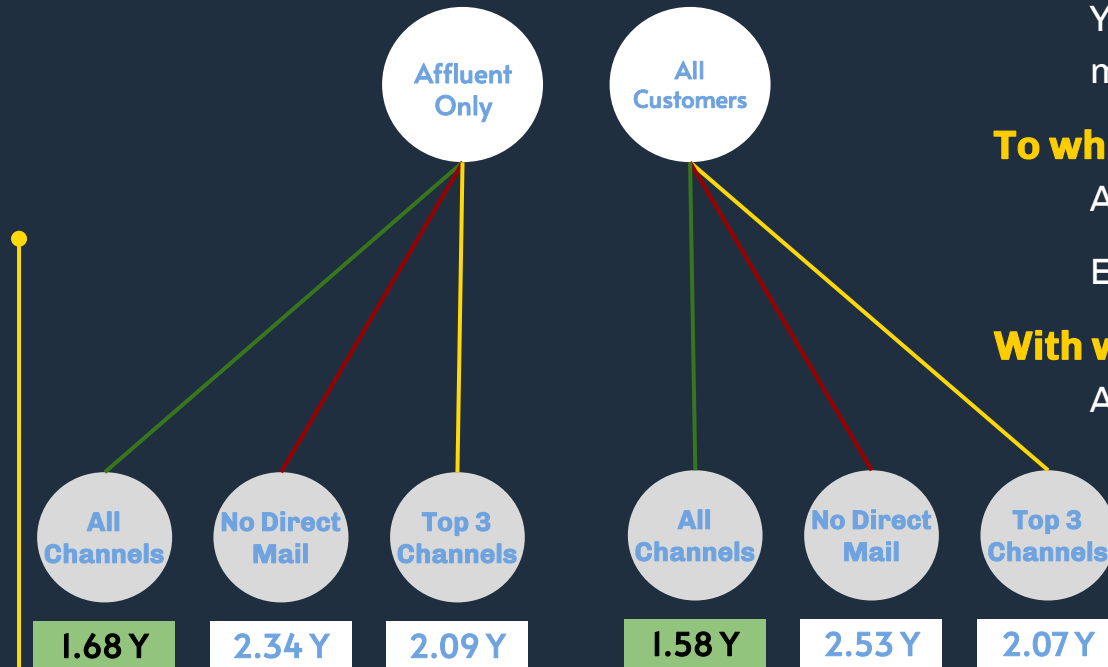 Affluent
Only
All
Customers
To wh
With w
All
Channels
No Direct
Mail
Top 3
Channels
All
Channels
No Direct
Mail
Top 3
Channels
1.68 Y
2.34 Y
2.09 Y
1.58 Y
2.53 Y
2.07 Y